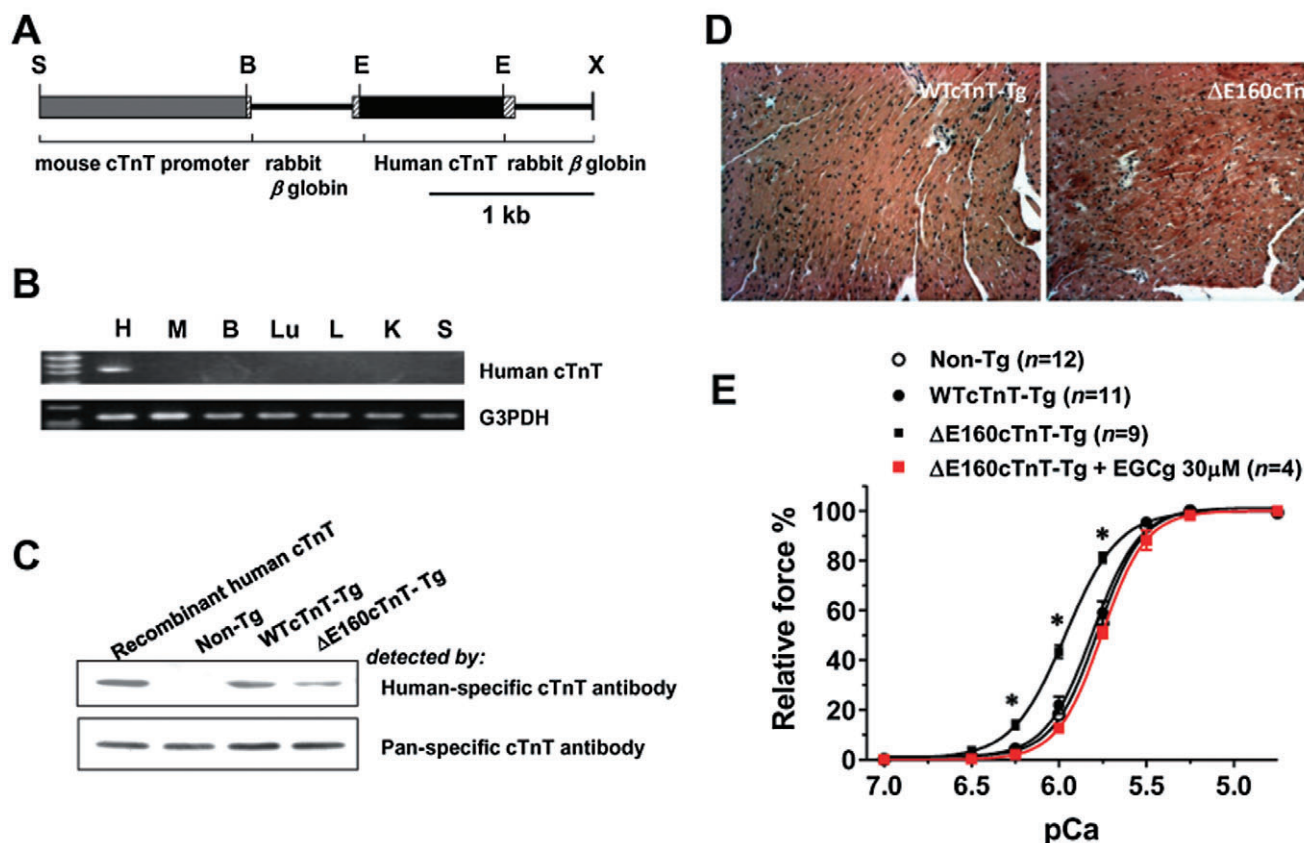 A
S B E E X
mouse cTnT promoter rabbit β globin Human cTnT rabbit β globin
1 kb
B
H M B Lu L K S
Human cTnT
G3PDH
C
Recombinant human cTnT
Non-Tg
WTcTnT-Tg
ΔE160cTnT-Tg
detected by:
Human-specific cTnT antibody
Pan-specific cTnT antibody
D
WTcTnT-Tg
ΔE160cTn
E
Non-Tg (n=12)
WTcTnT-Tg (n=11)
ΔE160cTnT-Tg (n=9)
ΔE160cTnT-Tg + EGCg 30μM (n=4)
Relative force %
100
80
60
40
20
0
* * *
7.0 6.5 6.0 5.5 5.0
pCa